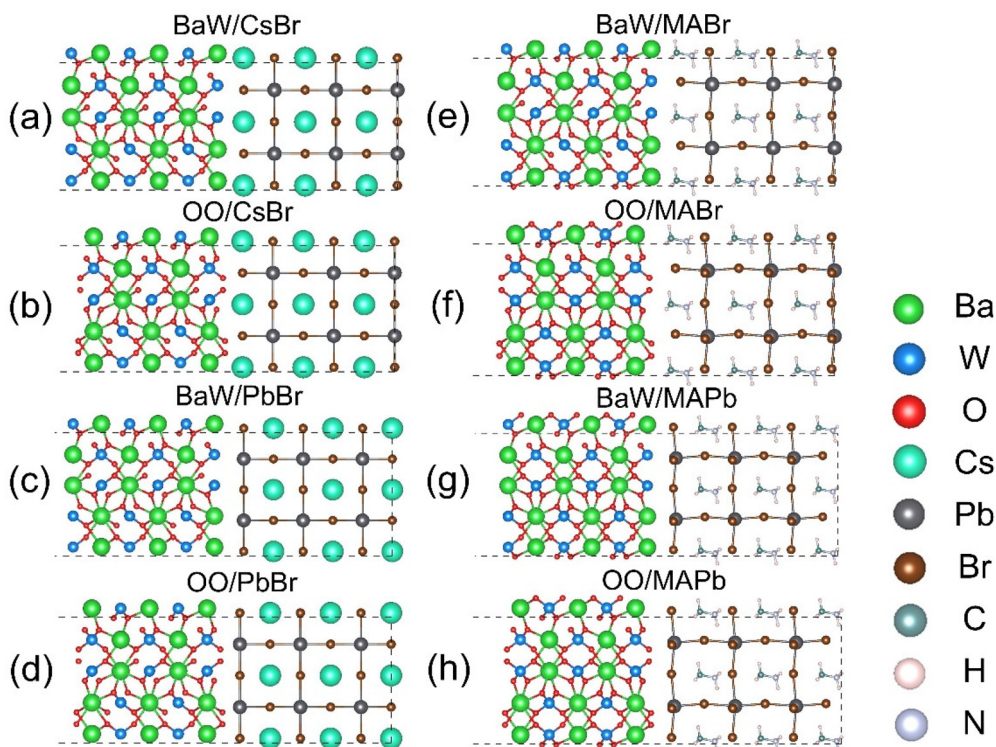 BaW/CsBr
(a)
OO/CsBr
(b)
BaW/PbBr
(c)
OO/PbBr
(d)
BaW/MABr
(e)
OO/MABr
(f)
BaW/MAPb
(g)
OO/MAPb
(h)
Ba
W
O
Cs
Pb
Br
C
H
N